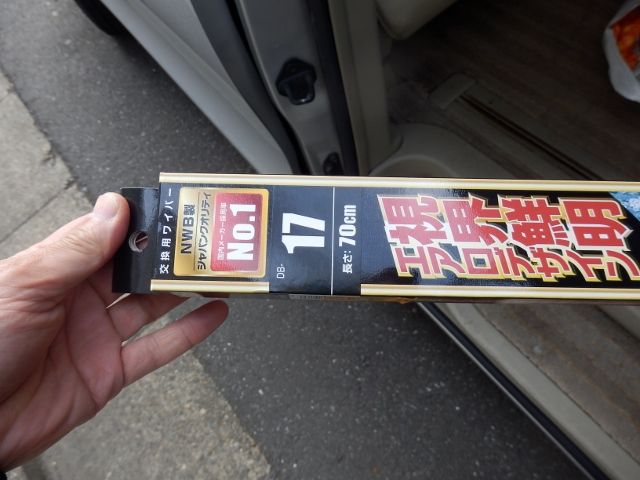 交換用ワイパー
NWB製
ジャパンクオリティ
国内メーカー採用率
No.1
DB-17
長さ:70cm
視界鮮明
エアロデザイン